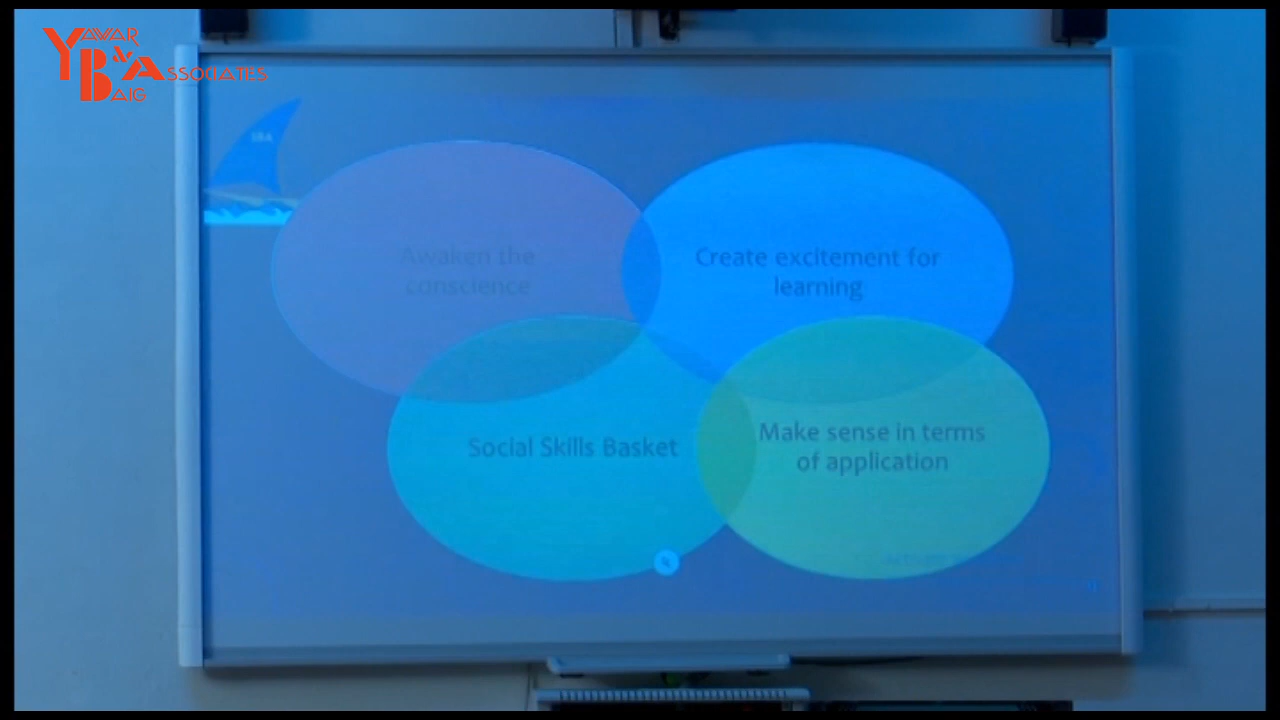 YAWAR
& ASSOCIATES
BAIG
SBA
Awaken the
conscience
Create excitement for
learning
Social Skills Basket
Make sense in terms
of application